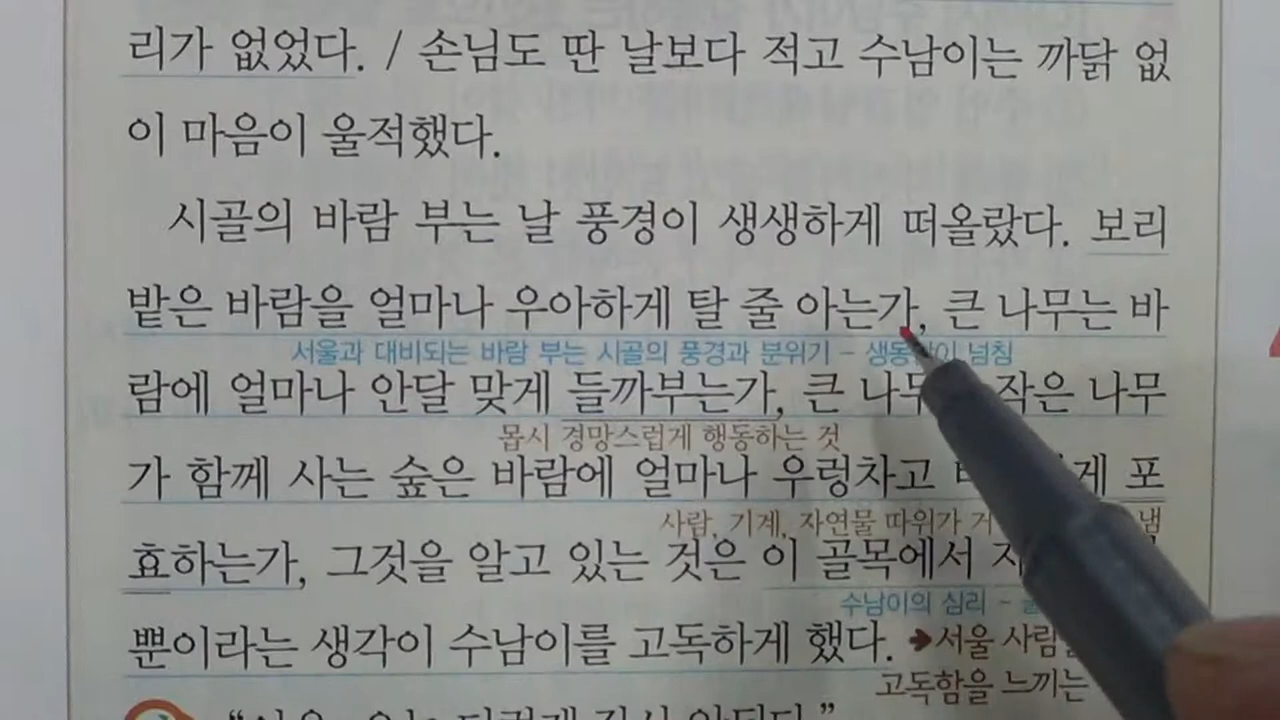 리가 없었다. / 손님도 딴 날보다 적고 수남이는 까닭 없
이 마음이 울적했다.
시골의 바람 부는 날 풍경이 생생하게 떠올랐다. 보리
밭은 바람을 얼마나 우아하게 탈 줄 아는가, 큰 나무는 바
서울과 대비되는 바람 부는 시골의 풍경과 분위기 - 넘침
람에 얼마나 안달 맞게 들까부는가, 큰 작은 나무
몹시 경망스럽게 행동하는 것
가 함께 사는 숲은 바람에 얼마나 우렁차고 포
사람, 기계, 자연물 따위가
효하는가, 그것을 알고 있는 것은 이 골목에서
수남이의 심리 -
뿐이라는 생각이 수남이를 고독하게 했다. ➔서울
고독함을 느끼는